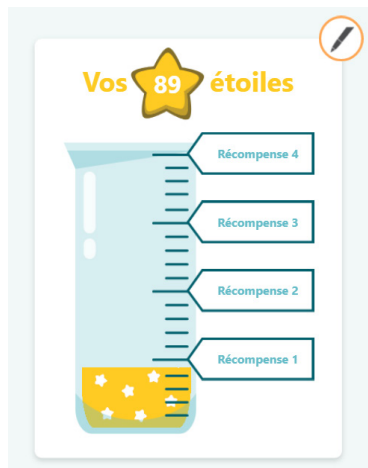 Vos 89 étoiles
Récompense 4
Récompense 3
Récompense 2
Récompense 1